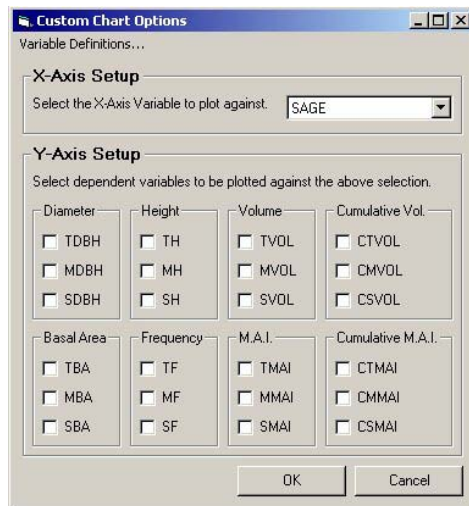 Custom Chart Options
Variable Definitions...
X-Axis Setup
Select the X-Axis Variable to plot against. SAGE
Y-Axis Setup
Select dependent variables to be plotted against the above selection.
Diameter Height Volume Cumulative Vol.
TDBH TH TVOL CTVOL
MDBH MH MVOL CMVOL
SDBH SH SVOL CSVOL
Basal Area Frequency M.A.I. Cumulative M.A.I.
TBA TF TMAI CTMAI
MBA MF MMAI CMMAI
SBA SF SMAI CSMAI
OK Cancel